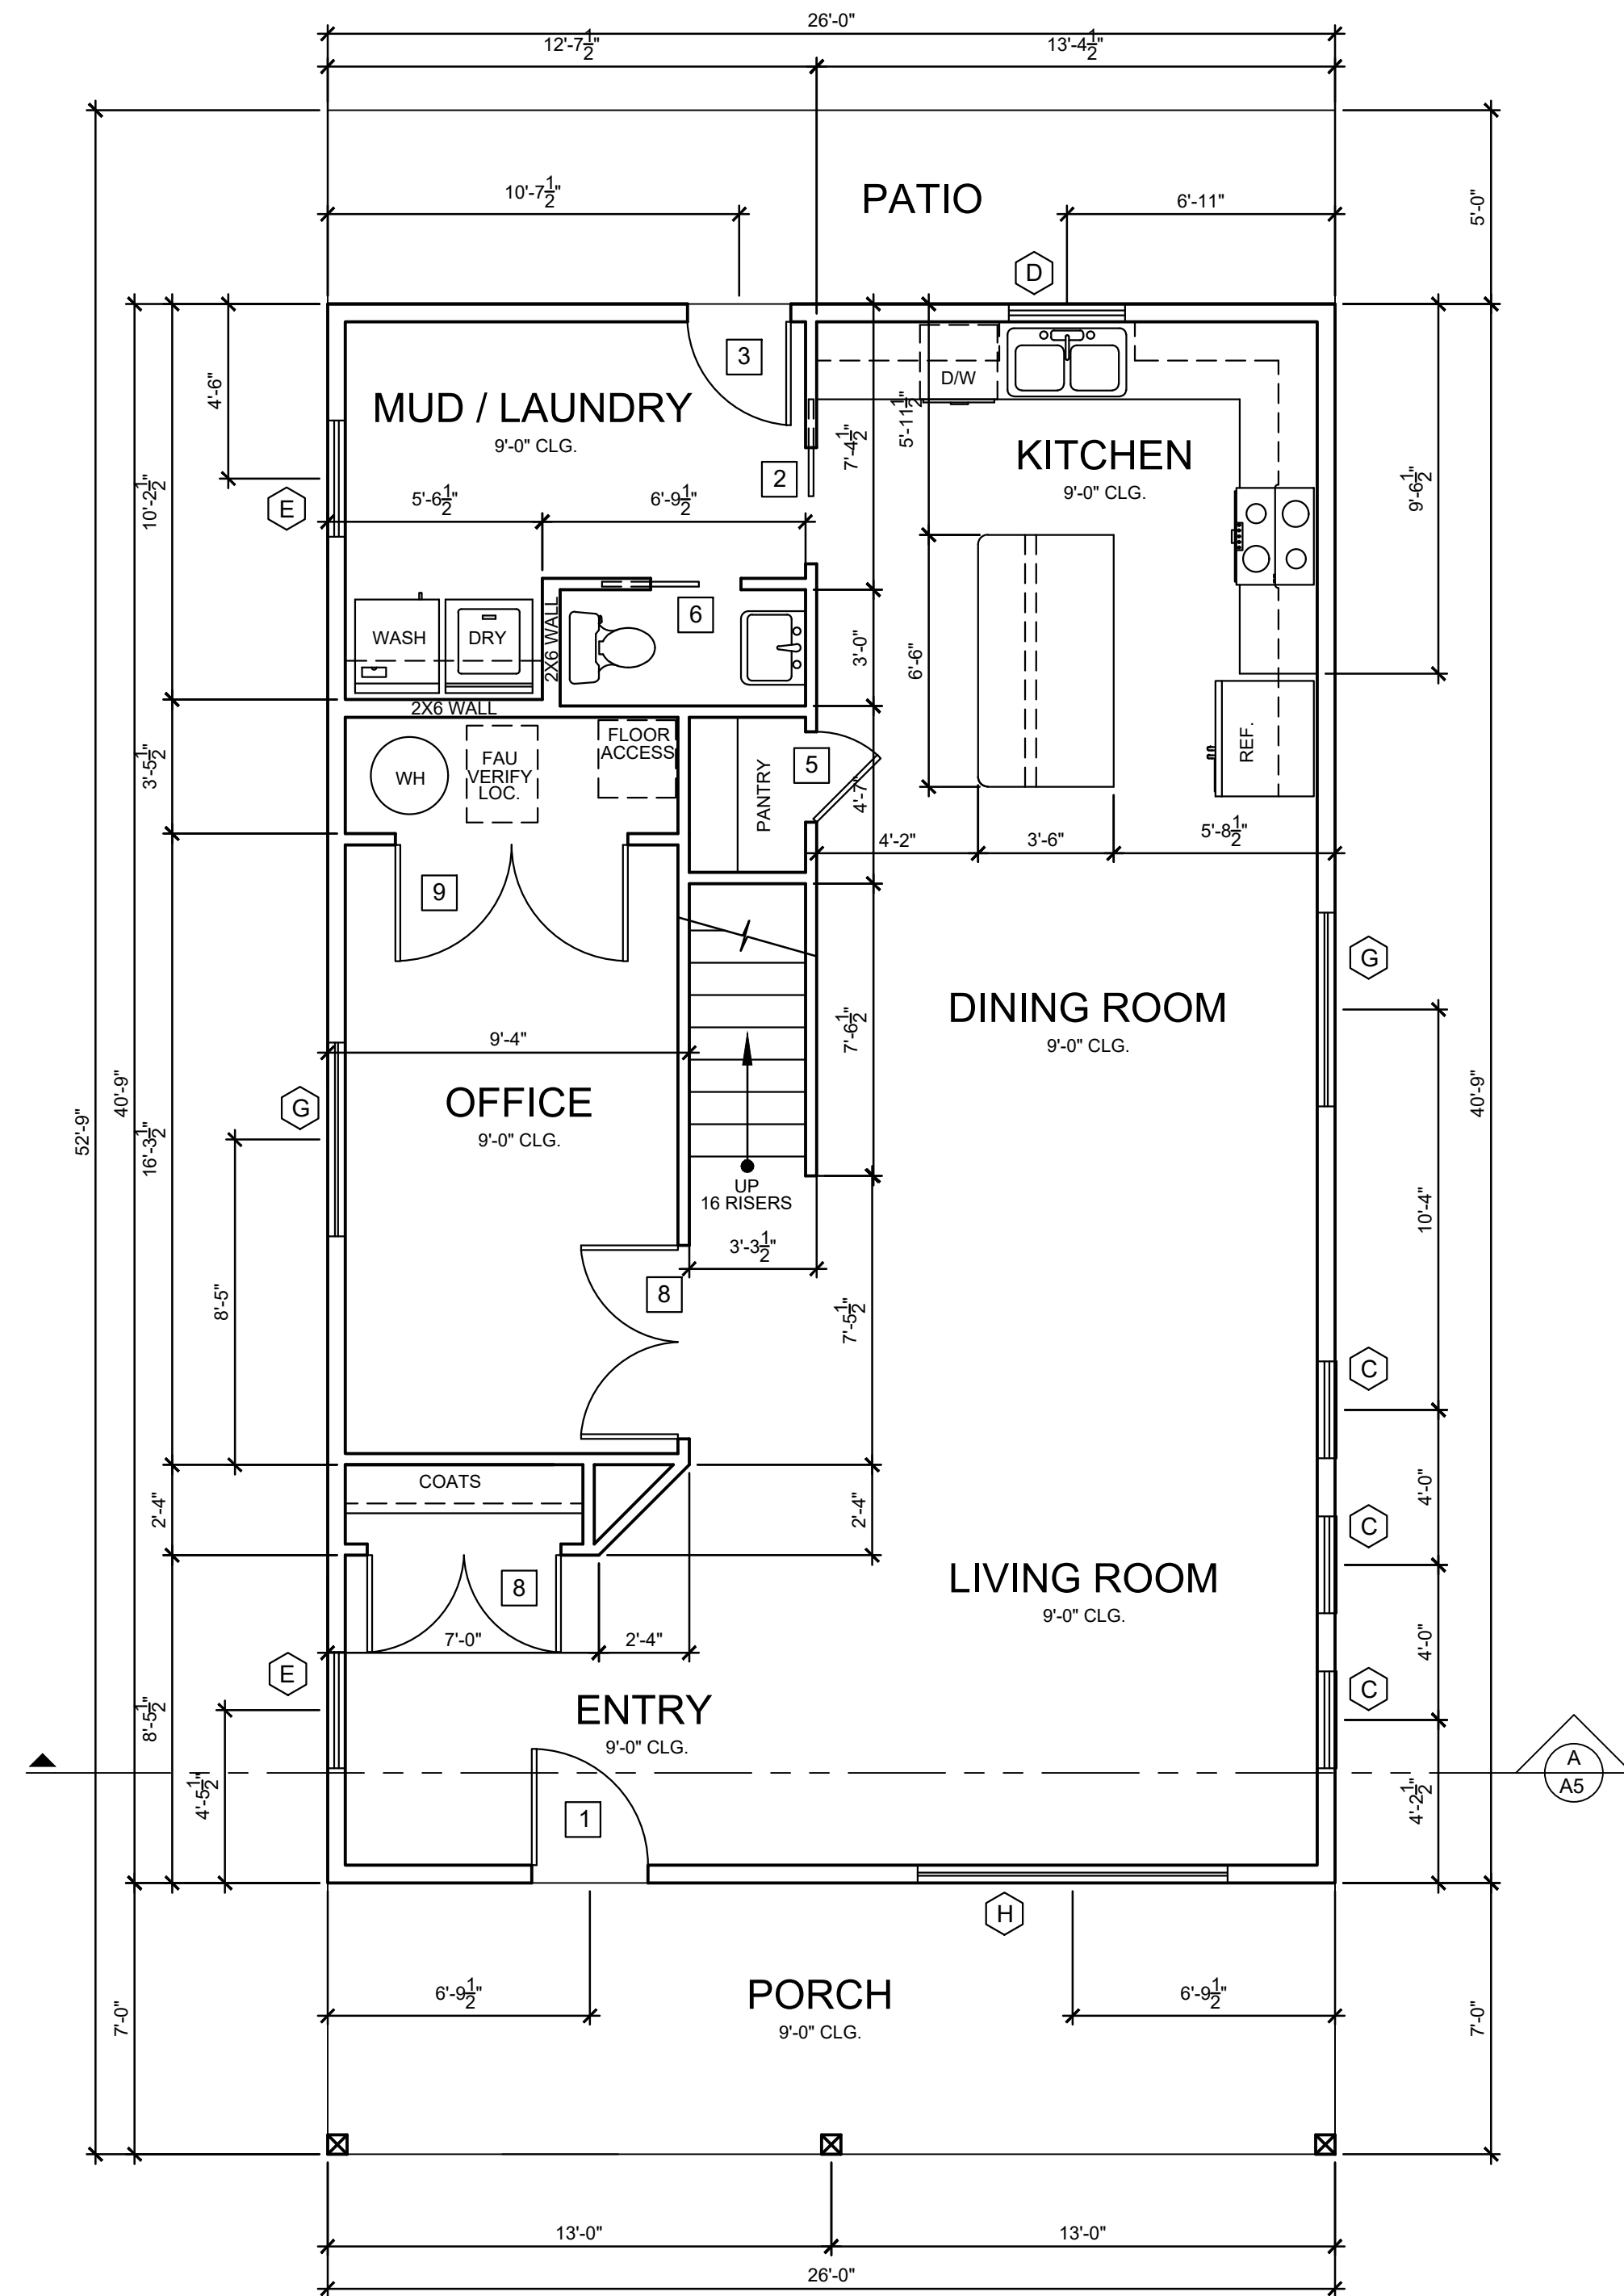 26'-0"
12'-7 1/2"
13'-4 1/2"
10'-7 1/2"
PATIO
6'-11"
5'-0"
D
3
D/W
MUD / LAUNDRY
9'-0" CLG.
4'-6"
10'-2 1/2"
E
2
7'-4 1/2"
5'-11 1/2"
KITCHEN
9'-0" CLG.
9'-6 1/2"
5'-6 1/2"
6'-9 1/2"
WASH
DRY
2X6 WALL
6
3'-0"
6'-6"
2X6 WALL
FLOOR
ACCESS
WH
FAU
VERIFY
LOC.
PANTRY
5
4'-7"
REF.
3'-5 1/2"
4'-2"
3'-6"
5'-8 1/2"
9
G
DINING ROOM
9'-0" CLG.
7'-6 1/2"
9'-4"
OFFICE
9'-0" CLG.
G
52'-9"
40'-9"
16'-3 1/2"
40'-9"
UP
16 RISERS
3'-3 1/2"
10'-4"
8'-5"
8
7'-5 1/2"
C
COATS
2'-4"
2'-4"
4'-0"
C
8
LIVING ROOM
9'-0" CLG.
7'-0"
2'-4"
4'-0"
E
C
ENTRY
9'-0" CLG.
8'-5 1/2"
4'-5 1/2"
4'-2 1/2"
A
A5
1
H
6'-9 1/2"
PORCH
9'-0" CLG.
6'-9 1/2"
7'-0"
7'-0"
13'-0"
13'-0"
26'-0"